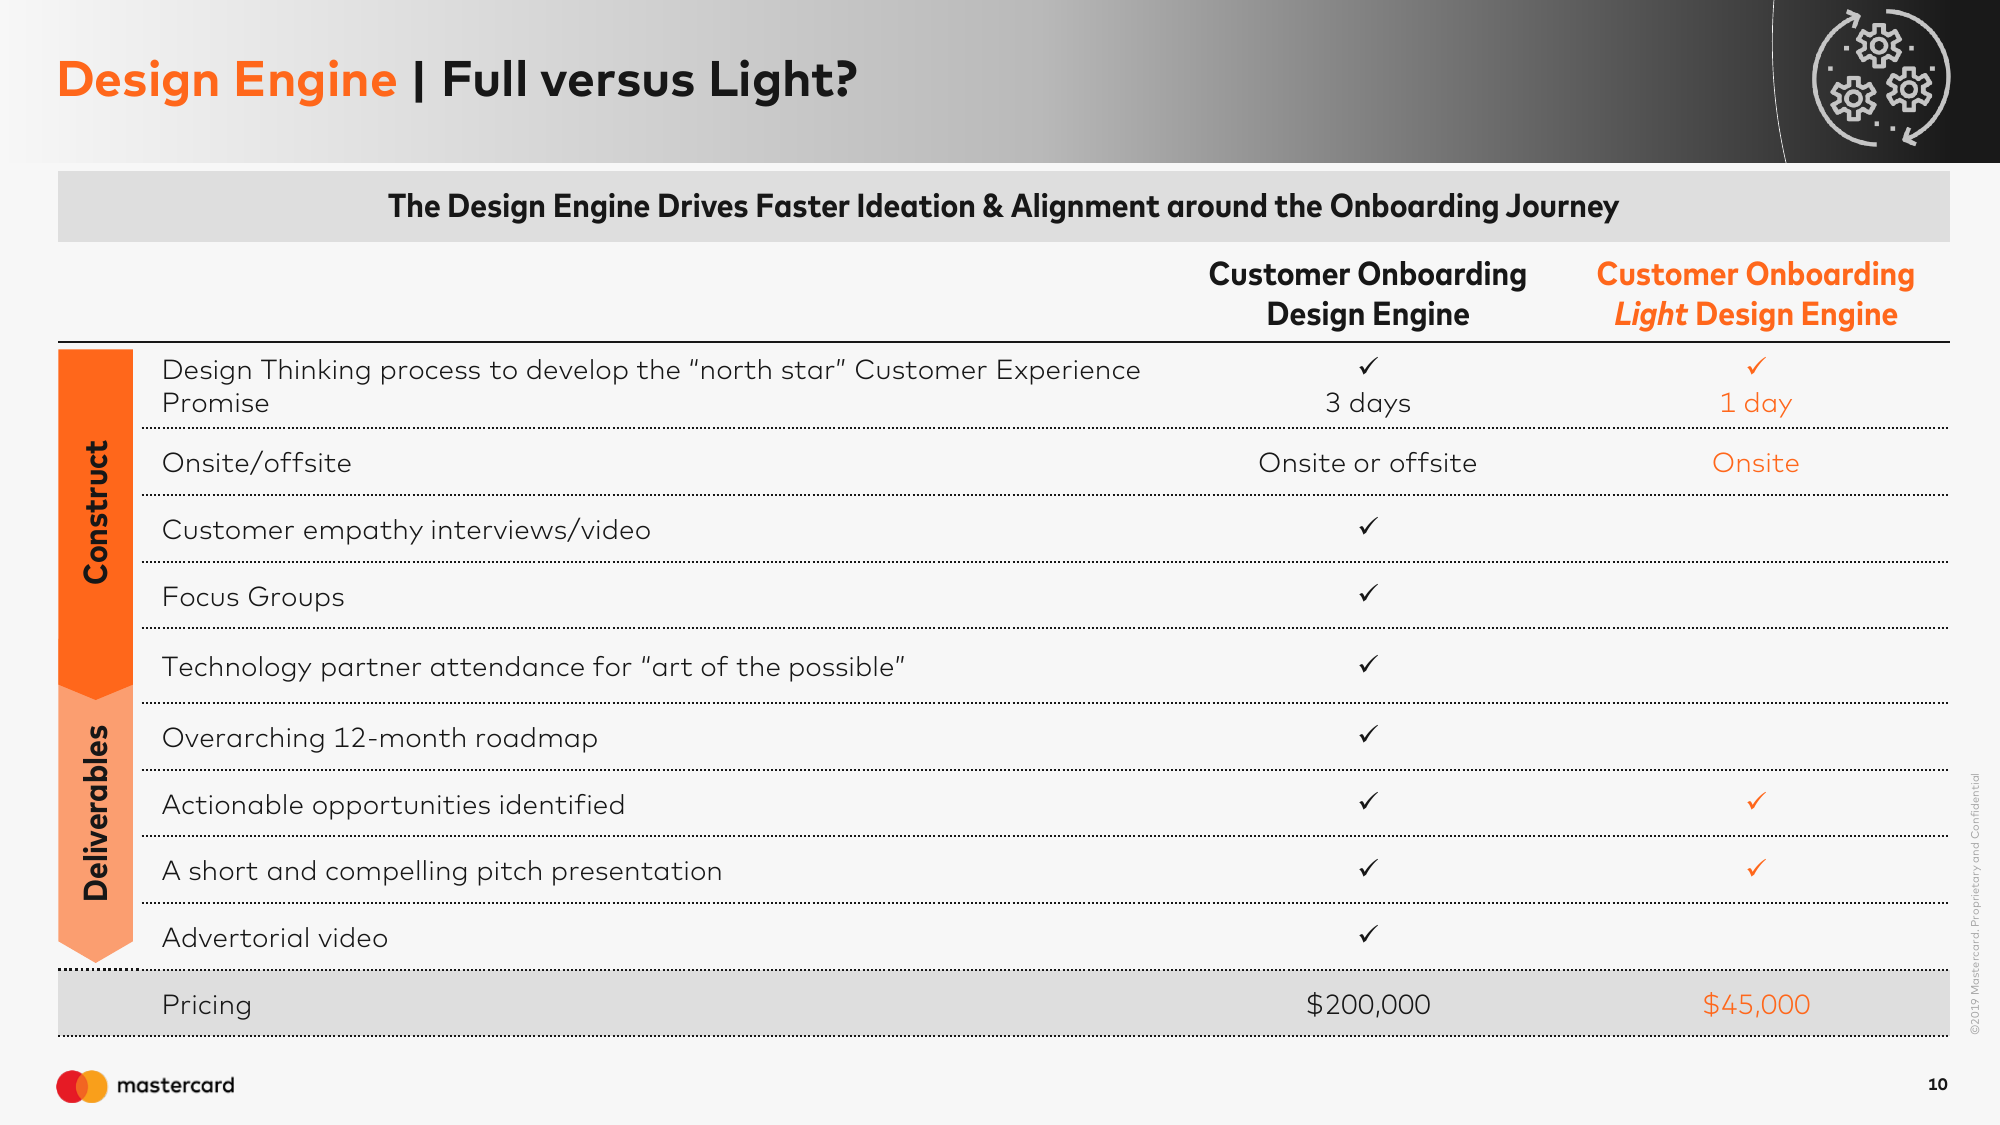 Design Engine | Full versus Light?
The Design Engine Drives Faster Ideation & Alignment around the Onboarding Journey
Customer Onboarding
Design Engine
Customer Onboarding
Light Design Engine
Construct
Design Thinking process to develop the “north star” Customer Experience
Promise
✓
3 days
✓
1 day
Onsite/offsite
Onsite or offsite
Onsite
Customer empathy interviews/video
✓
Focus Groups
✓
Technology partner attendance for “art of the possible”
✓
Deliverables
Overarching 12-month roadmap
✓
Actionable opportunities identified
✓
✓
A short and compelling pitch presentation
✓
✓
Advertorial video
✓
Pricing
$200,000
$45,000
©2019 Mastercard. Proprietary and Confidential
mastercard
10